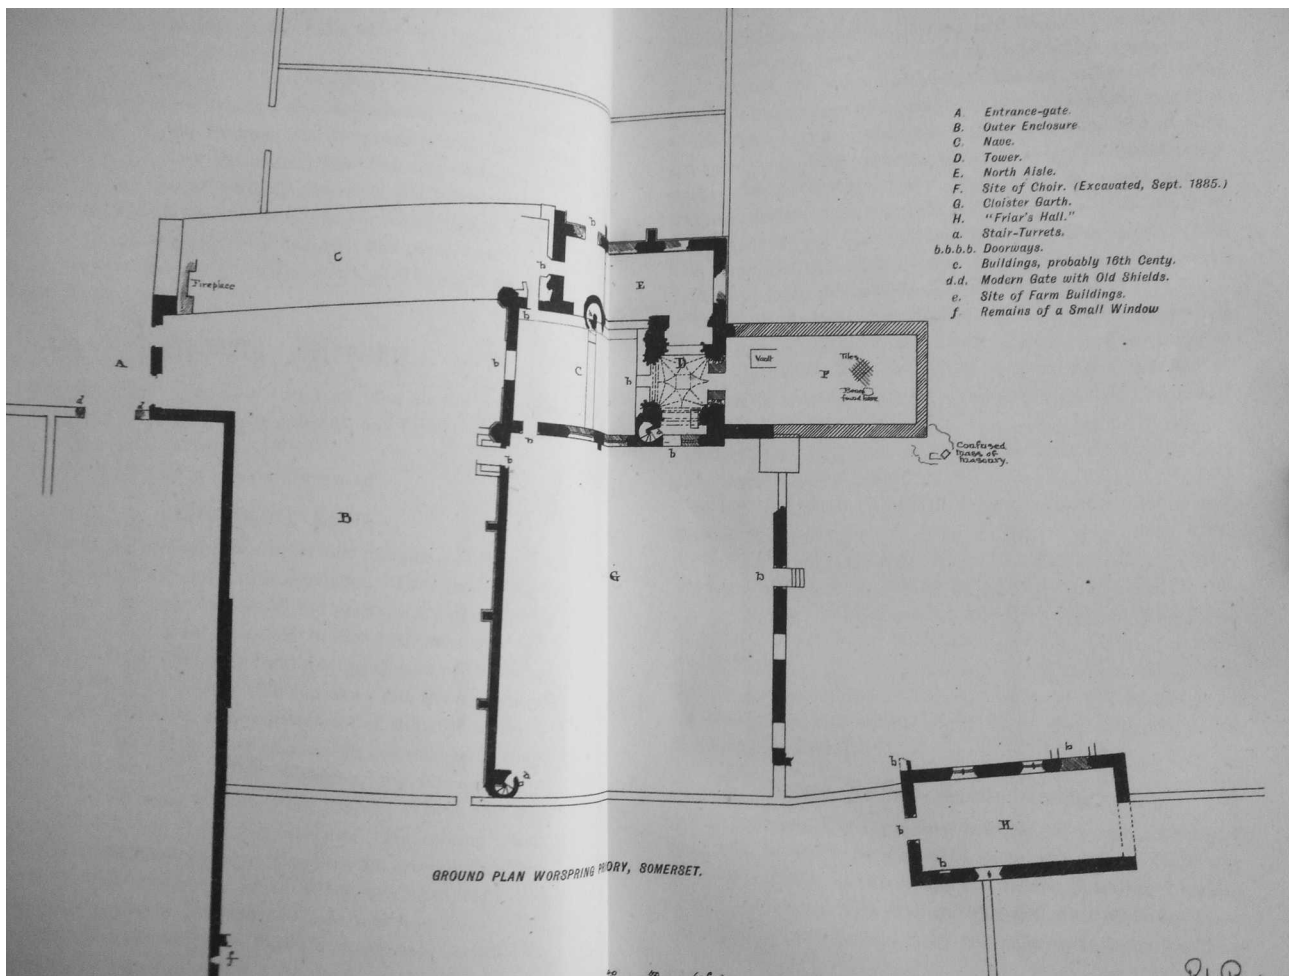 A. Entrance-gate.
B. Outer Enclosure
C. Nave.
D. Tower.
E. North Aisle.
F. Site of Choir. (Excavated, Sept. 1885.)
G. Cloister Garth.
H. "Friar's Hall."
a. Stair-Turrets.
b.b.b.b. Doorways.
c. Buildings, probably 16th Centy.
d.d. Modern Gate with Old Shields.
e. Site of Farm Buildings.
f. Remains of a Small Window
b
C
b
Fireplace
E
b
A
b
C
b
D
Vault
F
Tiles
found here
d
d
b
b
b
Confused
Mass of
Masonry.
B
G
b
a
b
b
b
H
b
GROUND PLAN WORSPRING PRIORY, SOMERSET.
f